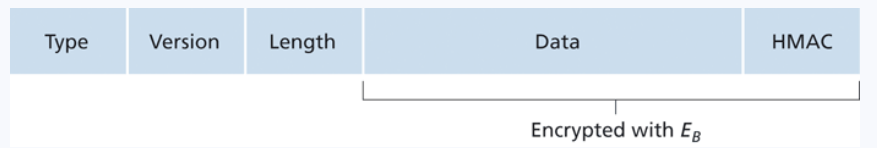 Type Version Length Data HMAC
Encrypted with E_B